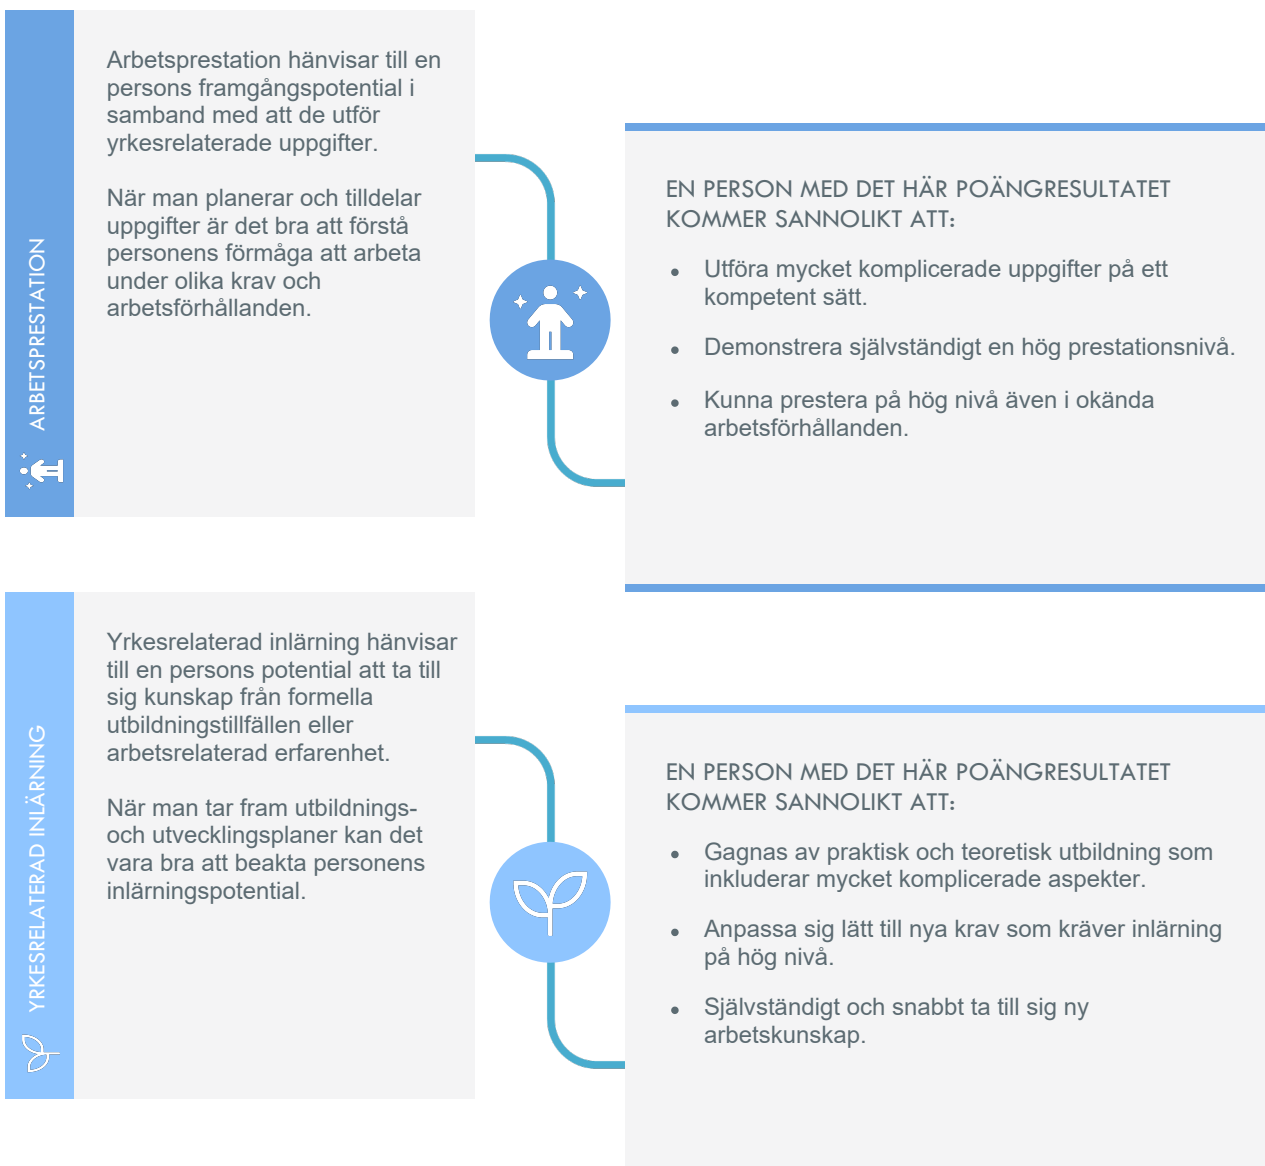 ARBETSPRESTATION
Arbetsprestation hänvisar till en
persons framgångspotential i
samband med att de utför
yrkesrelaterade uppgifter.
När man planerar och tilldelar
uppgifter är det bra att förstå
personens förmåga att arbeta
under olika krav och
arbetsförhållanden.
EN PERSON MED DET HÄR POÄNGRESULTATET
KOMMER SANNOLIKT ATT:
• Utföra mycket komplicerade uppgifter på ett
kompetent sätt.
• Demonstrera självständigt en hög prestationsnivå.
• Kunna prestera på hög nivå även i okända
arbetsförhållanden.
YRKESRELATERAD INLÄRNING
Yrkesrelaterad inlärning hänvisar
till en persons potential att ta till
sig kunskap från formella
utbildningstillfällen eller
arbetsrelaterad erfarenhet.
När man tar fram utbildnings-
och utvecklingsplaner kan det
vara bra att beakta personens
inlärningspotential.
EN PERSON MED DET HÄR POÄNGRESULTATET
KOMMER SANNOLIKT ATT:
• Gagnas av praktisk och teoretisk utbildning som
inkluderar mycket komplicerade aspekter.
• Anpassa sig lätt till nya krav som kräver inlärning
på hög nivå.
• Självständigt och snabbt ta till sig ny
arbetskunskap.